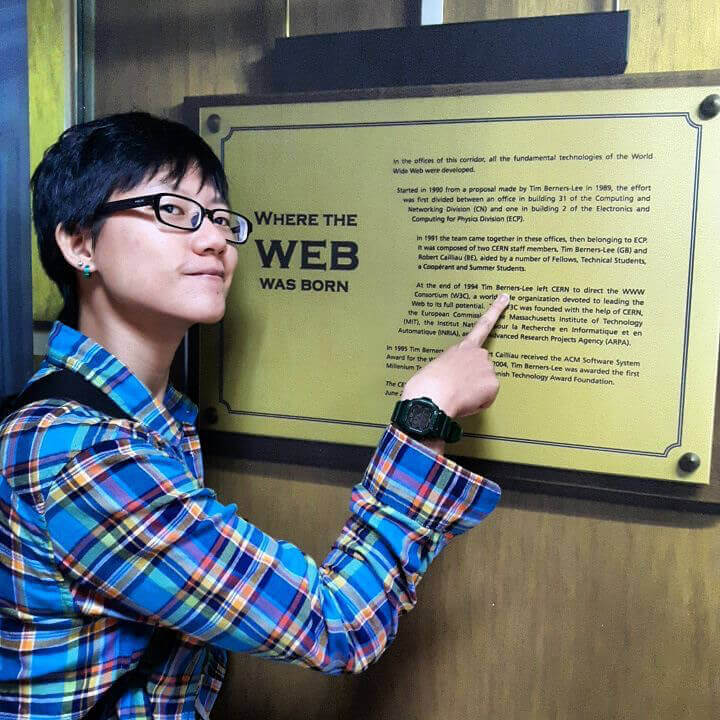 WHERE THE
WEB
WAS BORN
In the offices of this corridor, all the fundamental technologies of the World
Wide Web were developed.
Started in 1990 from a proposal made by Tim Berners-Lee in 1989, the effort
was first divided between an office in building 31 of the Computing and
Networking Division (CN) and one in building 2 of the Electronics and
Computing for Physics Division (ECP).
In 1991 the team came together in these offices, then belonging to ECP.
It was composed of two CERN staff members, Tim Berners-Lee (GB) and
Robert Cailliau (BE), aided by a number of Fellows, Technical Students,
a Coopérant and Summer Students.
At the end of 1994 Tim Berners-Lee left CERN to direct the WWW
Consortium (W3C), a world organization devoted to leading the
Web to its full potential. was founded with the help of CERN,
the European Commission, Massachusetts Institute of Technology
(MIT), the Institut pour la Recherche en Informatique et en
Automatique (INRIA), Advanced Research Projects Agency (ARPA).
In 1995 Tim Cailliau received the ACM Software System
Award for the 2004, Tim Berners-Lee was awarded the first
Millenium Technology Award Foundation.
The
June